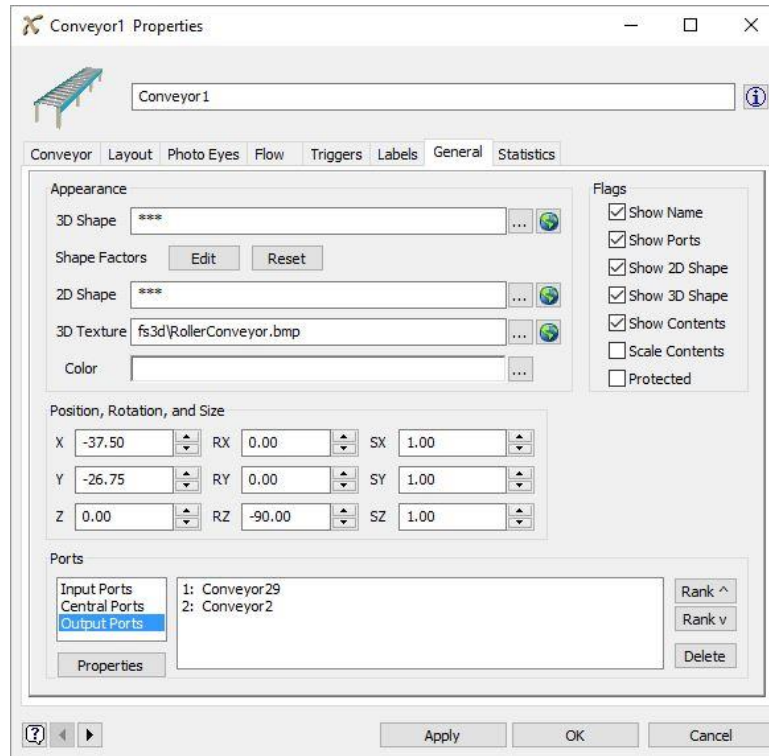 Conveyor1 Properties
Conveyor1
Conveyor Layout Photo Eyes Flow Triggers Labels General Statistics
Appearance
3D Shape ***
...
Shape Factors Edit Reset
2D Shape ***
...
3D Texture fs3d\RollerConveyor.bmp
...
Color
...
Flags
Show Name
Show Ports
Show 2D Shape
Show 3D Shape
Show Contents
Scale Contents
Protected
Position, Rotation, and Size
X -37.50 RX 0.00 SX 1.00
Y -26.75 RY 0.00 SY 1.00
Z 0.00 RZ -90.00 SZ 1.00
Ports
Input Ports
Central Ports
Output Ports
Properties
1: Conveyor29
2: Conveyor2
Rank ^
Rank v
Delete
?
Apply OK Cancel